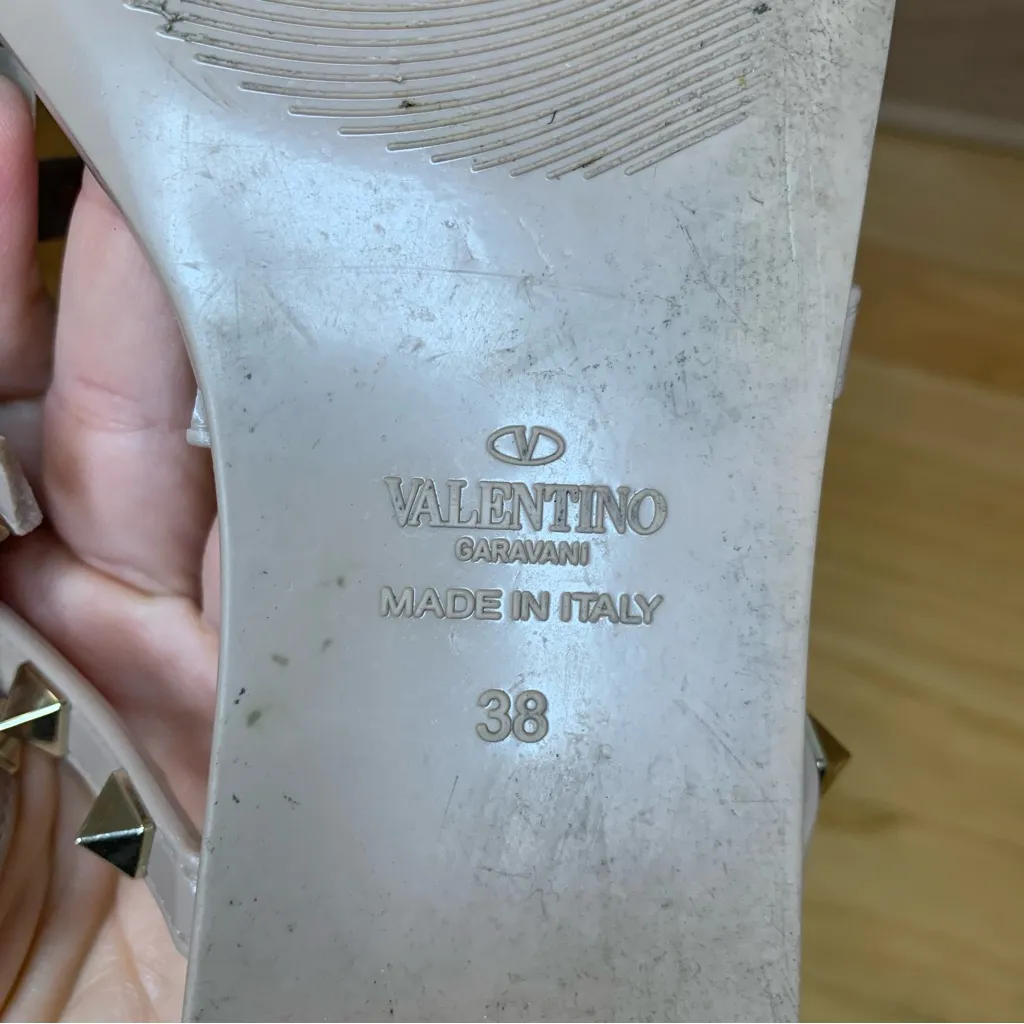 V
VALENTINO
GARAVANI
MADE IN ITALY
38